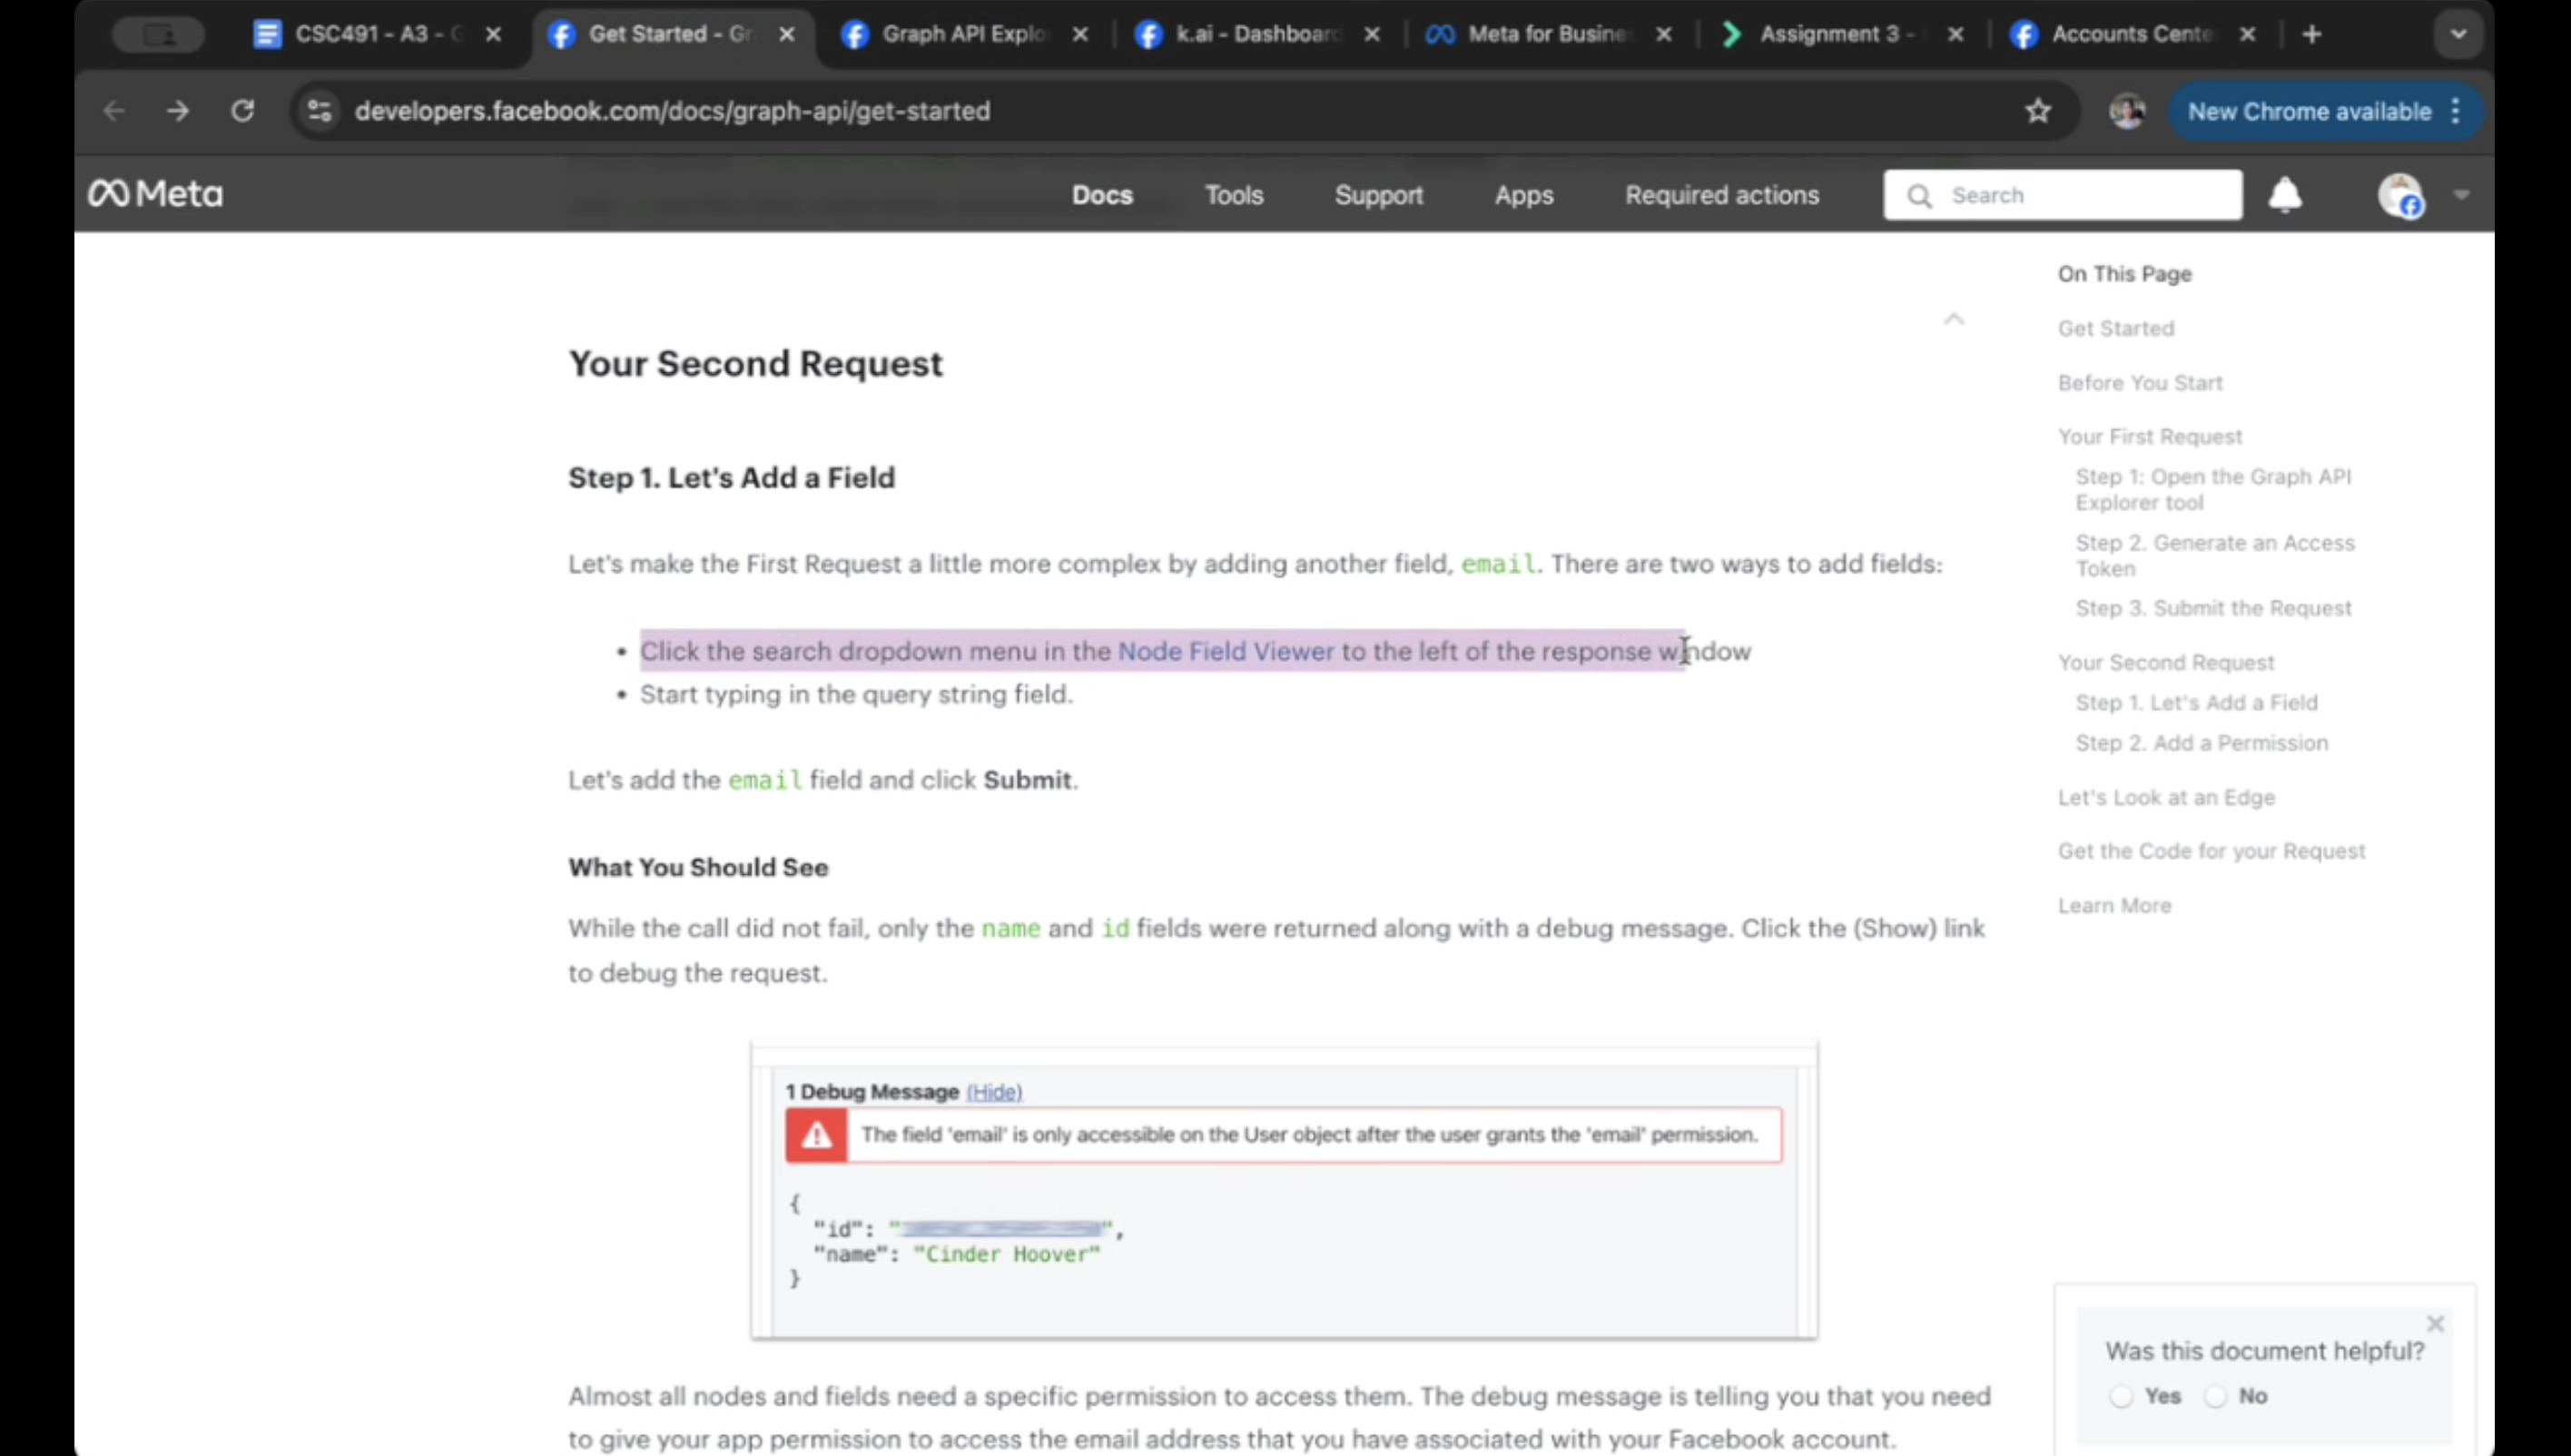 CSC491 - A3 - G
Get Started - Gr
Graph API Explo
k.ai - Dashboard
Meta for Busine
Assignment 3 -
Accounts Cente
developers.facebook.com/docs/graph-api/get-started
New Chrome available
Meta
Docs
Tools
Support
Apps
Required actions
Search
Your Second Request
Step 1. Let's Add a Field
Let's make the First Request a little more complex by adding another field, email. There are two ways to add fields:
• Click the search dropdown menu in the Node Field Viewer to the left of the response window
• Start typing in the query string field.
Let's add the email field and click Submit.
What You Should See
While the call did not fail, only the name and id fields were returned along with a debug message. Click the (Show) link
to debug the request.
1 Debug Message (Hide)
The field 'email' is only accessible on the User object after the user grants the 'email' permission.
{
"id": "    ",
"name": "Cinder Hoover"
}
Almost all nodes and fields need a specific permission to access them. The debug message is telling you that you need
to give your app permission to access the email address that you have associated with your Facebook account.
On This Page
Get Started
Before You Start
Your First Request
Step 1: Open the Graph API
Explorer tool
Step 2. Generate an Access
Token
Step 3. Submit the Request
Your Second Request
Step 1. Let's Add a Field
Step 2. Add a Permission
Let's Look at an Edge
Get the Code for your Request
Learn More
Was this document helpful?
Yes
No